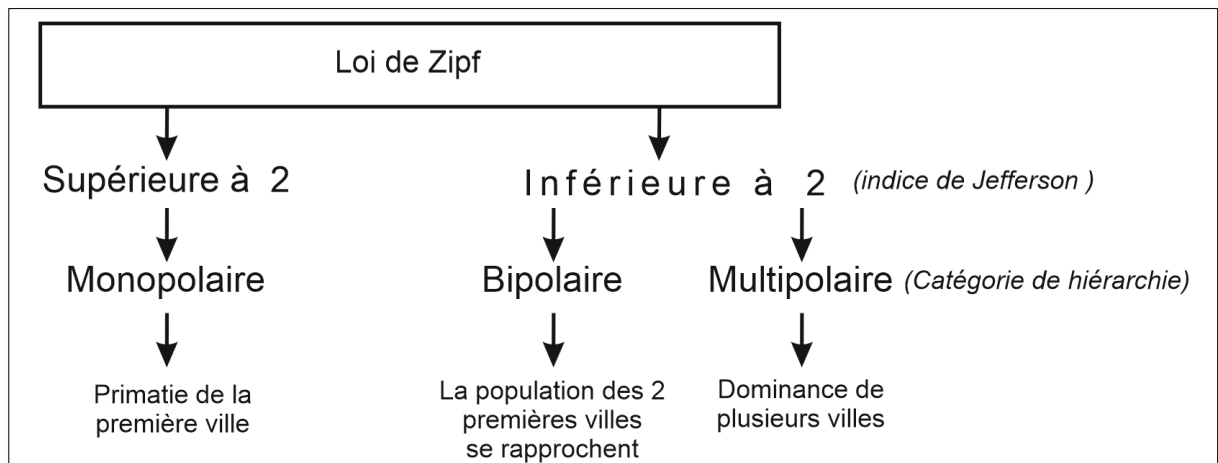 Loi de Zipf
Supérieure à 2
Inférieure à 2 (indice de Jefferson )
Monopolaire
Bipolaire
Multipolaire (Catégorie de hiérarchie)
Primatie de la
première ville
La population des 2
premières villes
se rapprochent
Dominance de
plusieurs villes